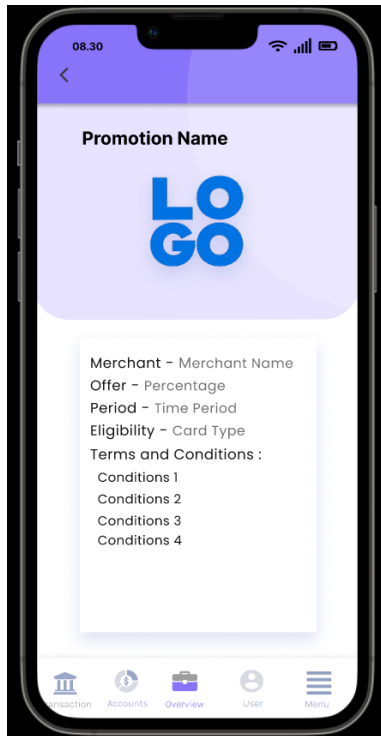 08.30
Promotion Name
LO
GO
Merchant - Merchant Name
Offer - Percentage
Period - Time Period
Eligibility - Card Type
Terms and Conditions :
Conditions 1
Conditions 2
Conditions 3
Conditions 4
ansaction Accounts Overview User Menu